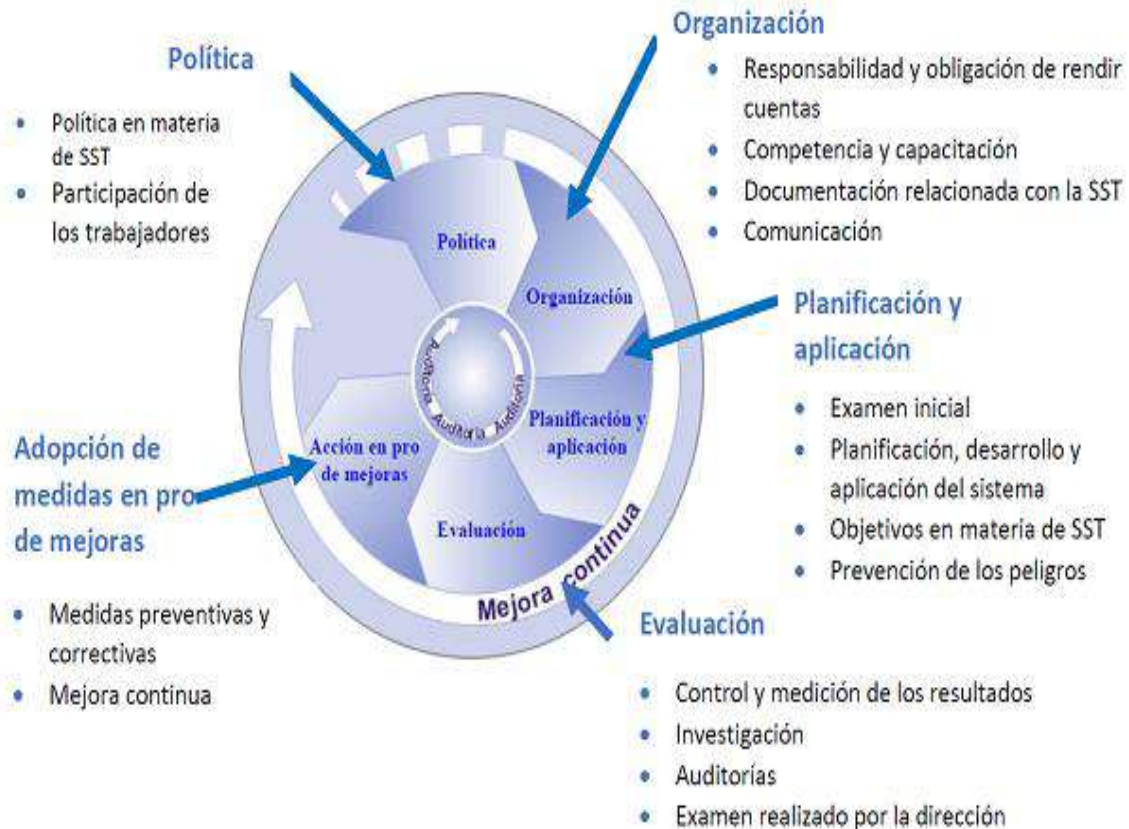 Política
• Política en materia
de SST
• Participación de
los trabajadores
Organización
• Responsabilidad y obligación de rendir
cuentas
• Competencia y capacitación
• Documentación relacionada con la SST
• Comunicación
Planificación y
aplicación
• Examen inicial
• Planificación, desarrollo y
aplicación del sistema
• Objetivos en materia de SST
• Prevención de los peligros
Evaluación
• Control y medición de los resultados
• Investigación
• Auditorías
• Examen realizado por la dirección
Adopción de
medidas en pro
de mejoras
• Medidas preventivas y
correctivas
• Mejora continua
Política
Organización
Planificación y
aplicación
Evaluación
Acción en pro
de mejoras
Auditoria Auditoria Auditoria
Mejora continua